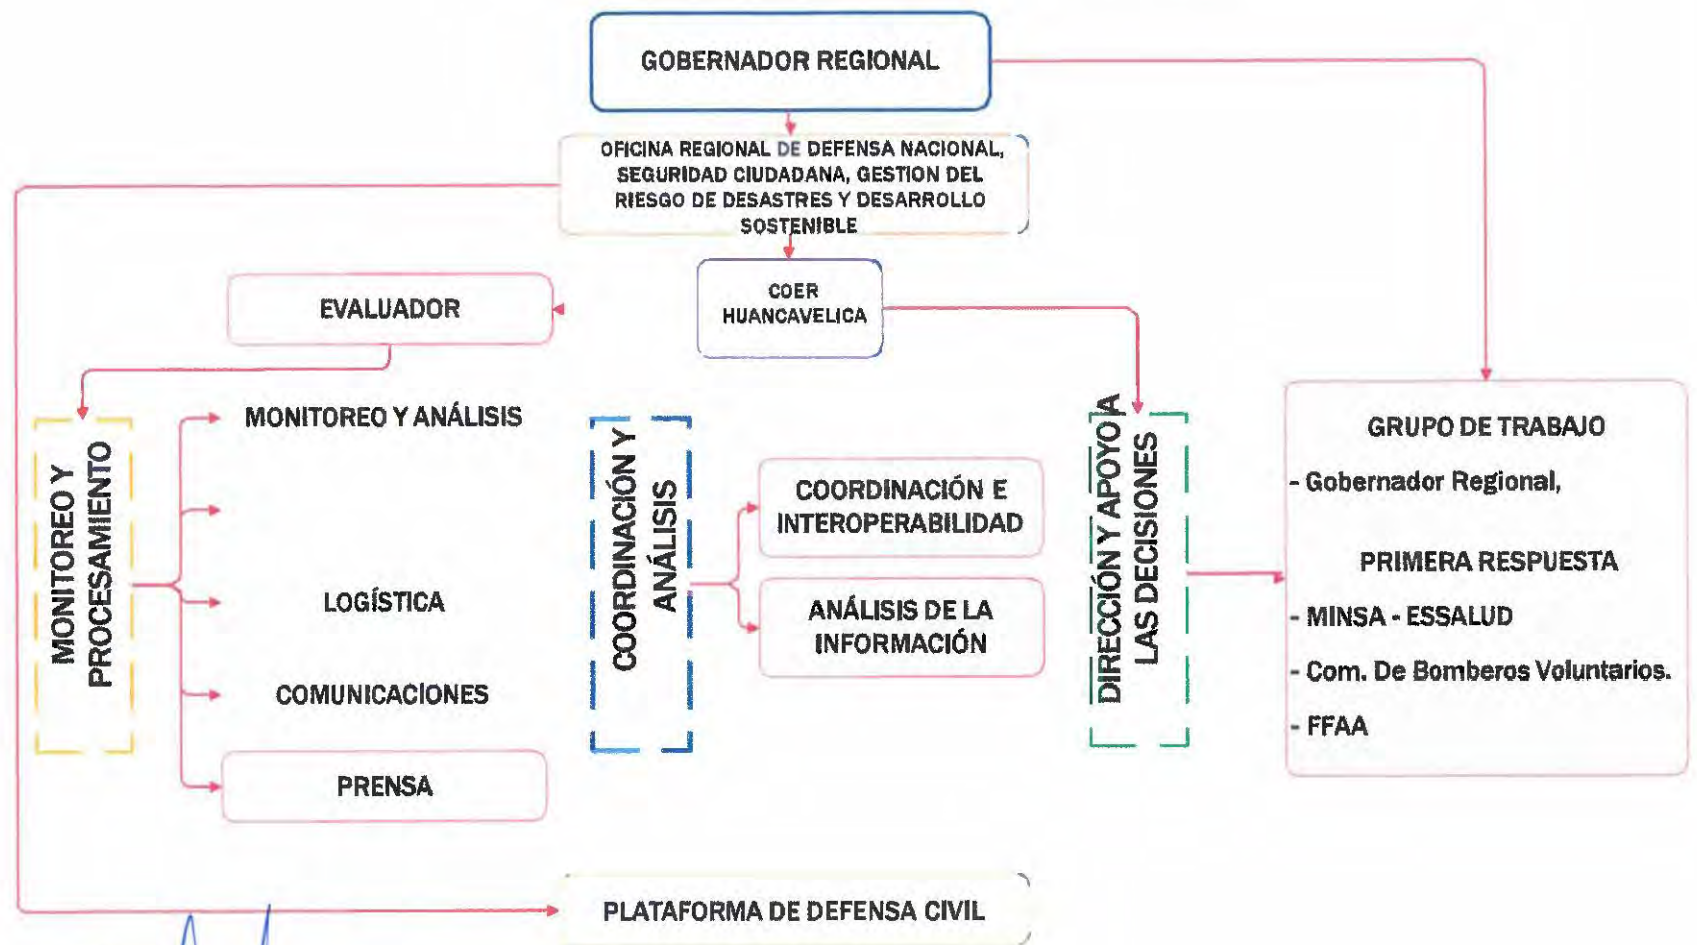 GOBERNADOR REGIONAL
OFICINA REGIONAL DE DEFENSA NACIONAL,
SEGURIDAD CIUDADANA, GESTION DEL
RIESGO DE DESASTRES Y DESARROLLO
SOSTENIBLE
COER
HUANCAVELICA
EVALUADOR
MONITOREO Y
PROCESAMIENTO
MONITOREO Y ANÁLISIS
LOGÍSTICA
COMUNICACIONES
PRENSA
COORDINACIÓN Y
ANÁLISIS
COORDINACIÓN E
INTEROPERABILIDAD
ANÁLISIS DE LA
INFORMACIÓN
DIRECCIÓN Y APOYO A
LAS DECISIONES
GRUPO DE TRABAJO
- Gobernador Regional,
PRIMERA RESPUESTA
- MINSA - ESSALUD
- Com. De Bomberos Voluntarios.
- FFAA
PLATAFORMA DE DEFENSA CIVIL